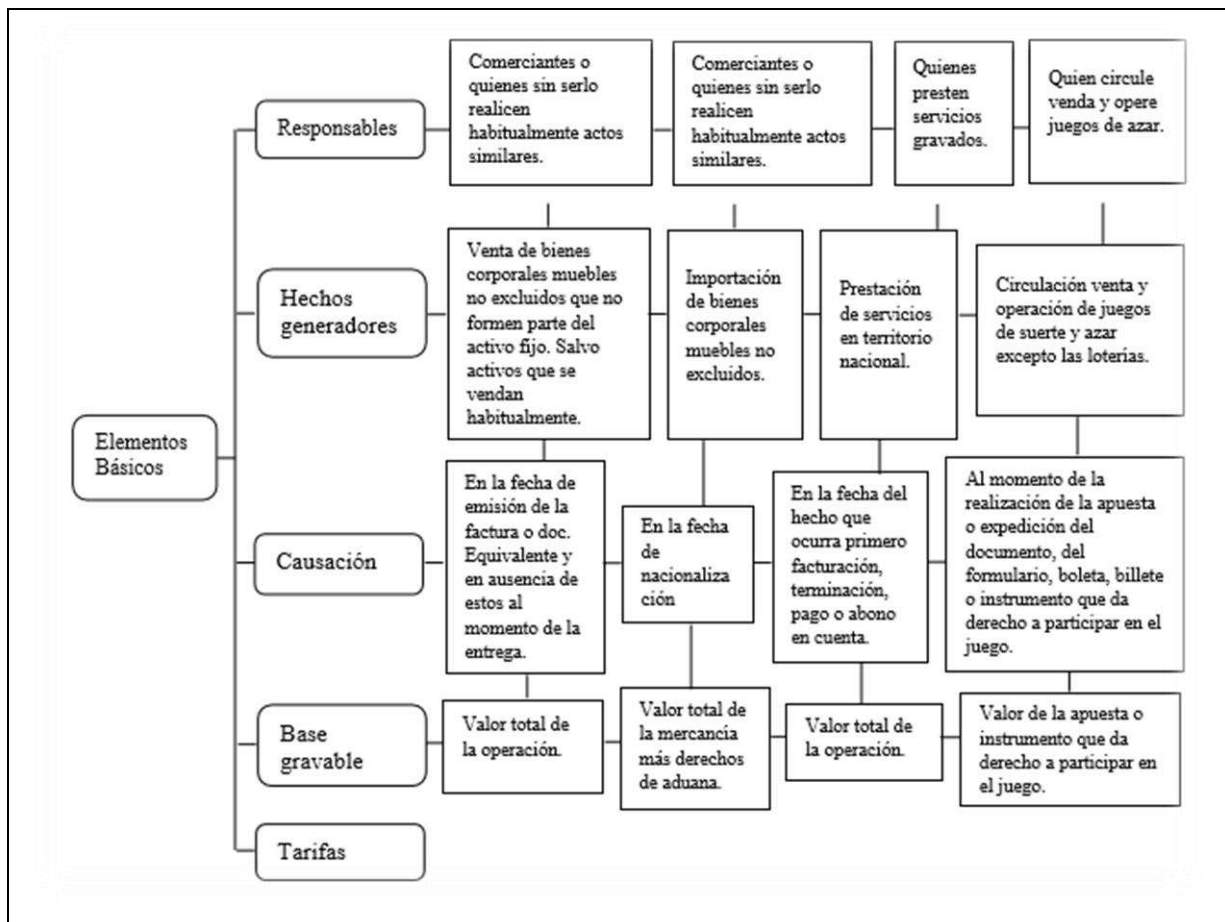 Responsables
Comerciantes o
quienes sin serlo
realicen
habitualmente actos
similares.
Comerciantes o
quienes sin serlo
realicen
habitualmente actos
similares.
Quienes
presten
servicios
gravados.
Quien circule
venda y opere
juegos de azar.
Hechos
generadores
Venta de bienes
corporales muebles
no excluidos que no
formen parte del
activo fijo. Salvo
activos que se
vendan
habitualmente.
Importación
de bienes
corporales
muebles no
excluidos.
Prestación
de servicios
en territorio
nacional.
Circulación venta y
operación de juegos
de suerte y azar
excepto las loterías.
Elementos
Básicos
Causación
En la fecha de
emisión de la
factura o doc.
Equivalente y
en ausencia de
estos al
momento de la
entrega.
En la fecha
de
nacionaliza
ción
En la fecha del
hecho que
ocurra primero
facturación,
terminación,
pago o abono
en cuenta.
Al momento de la
realización de la apuesta
o expedición del
documento, del
formulario, boleta, billete
o instrumento que da
derecho a participar en el
juego.
Base
gravable
Valor total de
la operación.
Valor total de
la mercancía
más derechos
de aduana.
Valor total de
la operación.
Valor de la apuesta o
instrumento que da
derecho a participar en
el juego.
Tarifas